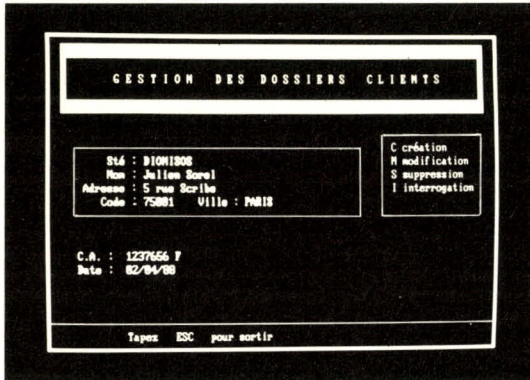 GESTION DES DOSSIERS CLIENTS
Sté : DIONISOS
Nom : Julien Sorel
Adresse : 5 rue Scribe
Code : 75001 Ville : PARIS
C création
M modification
S suppression
I interrogation
C.A. : 1237656 F
Date : 02/04/88
Tapez ESC pour sortir